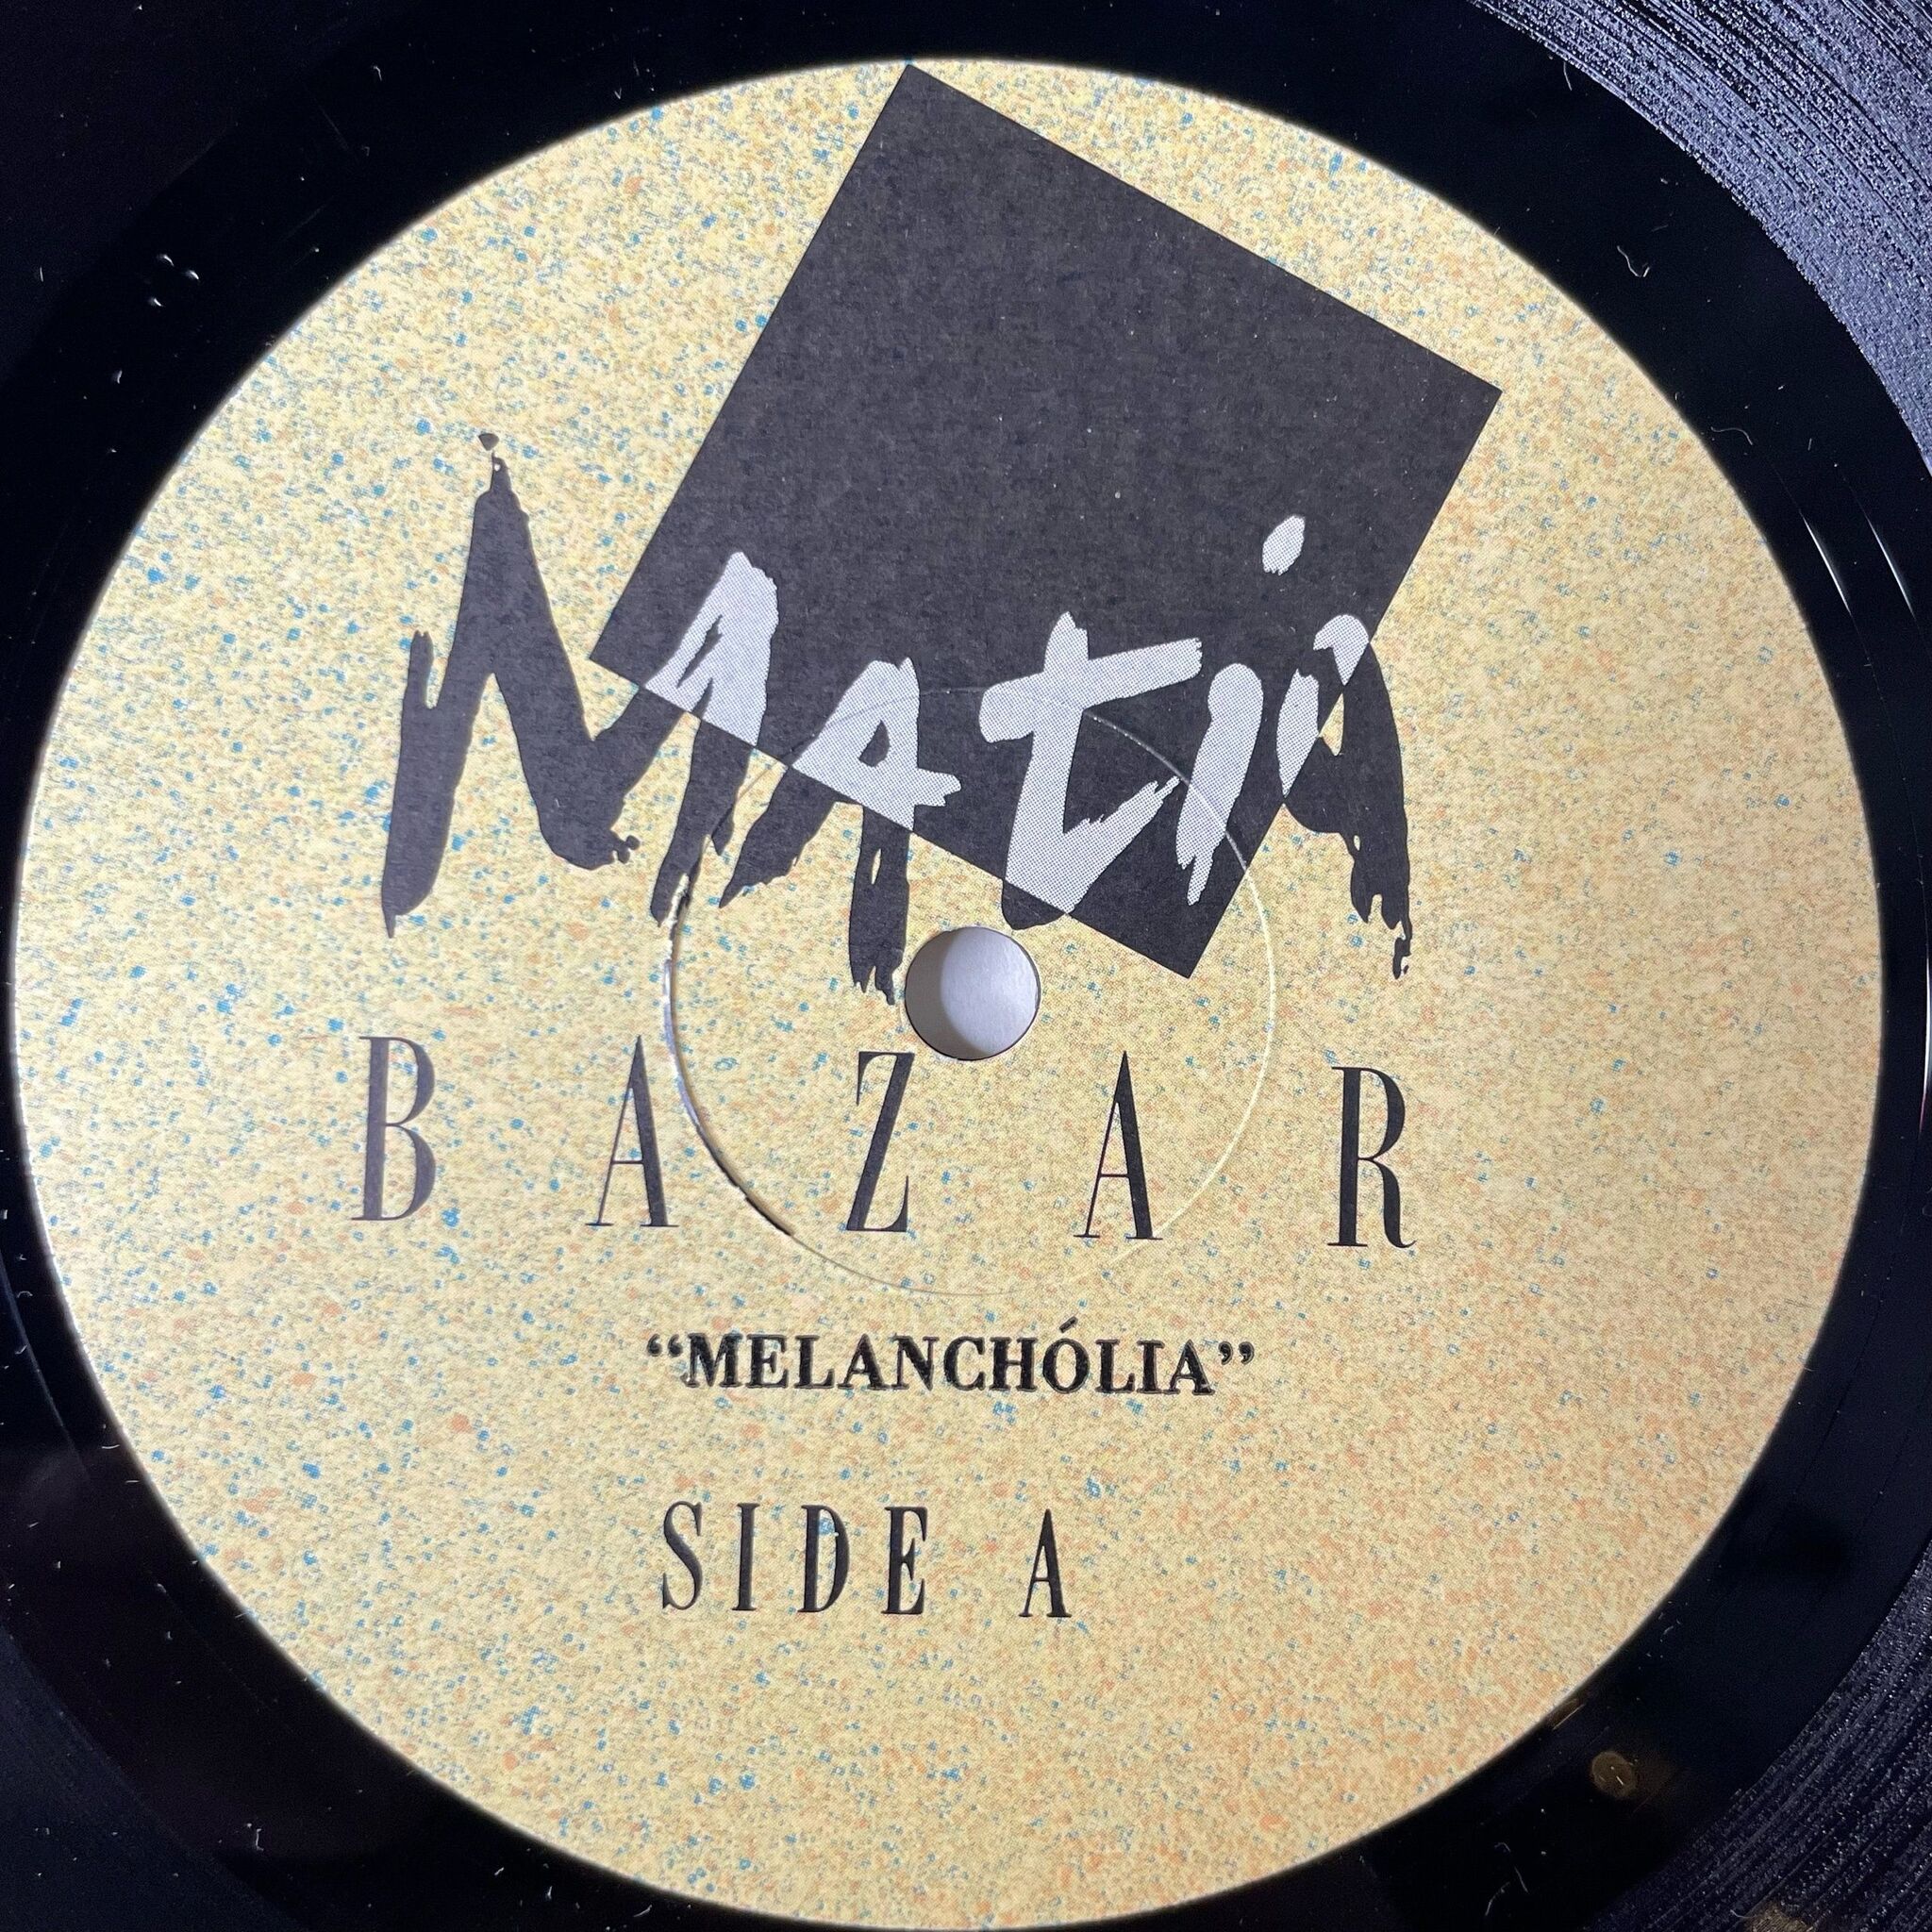 Matia
BAZAR
“MELANCHÓLIA”
SIDE A